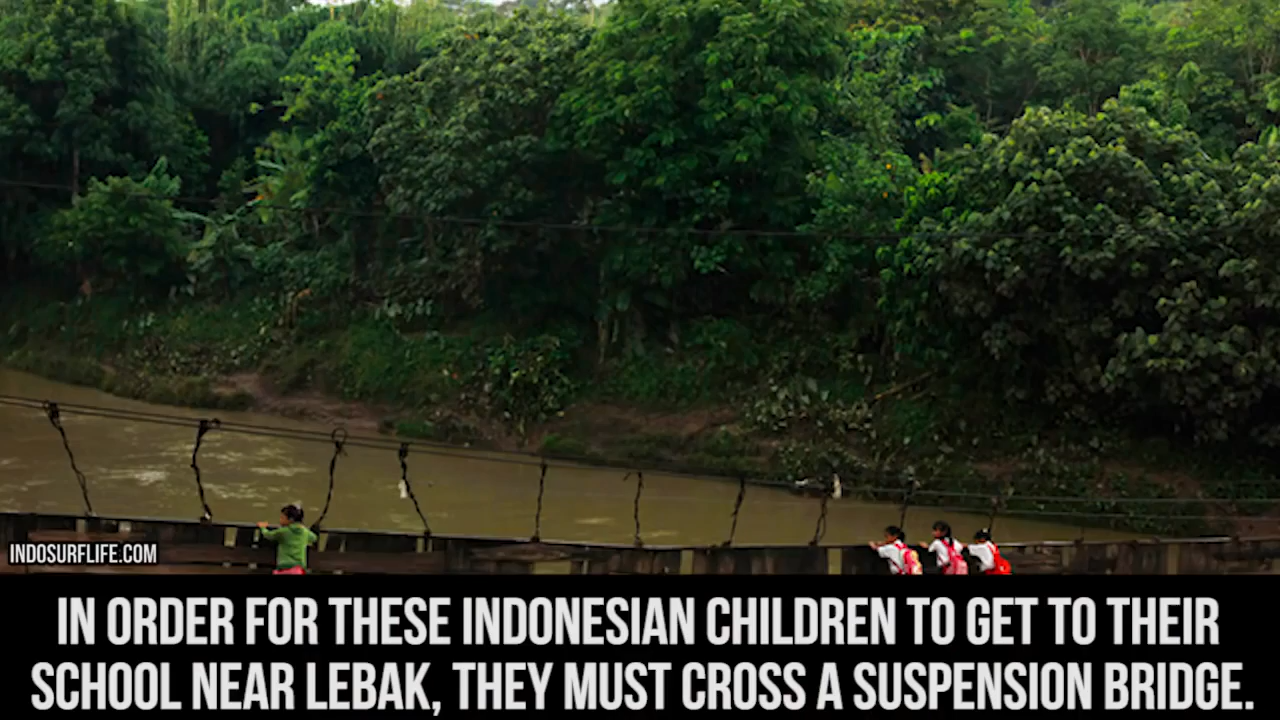 INDOSURFLIFE.COM
IN ORDER FOR THESE INDONESIAN CHILDREN TO GET TO THEIR
SCHOOL NEAR LEBAK, THEY MUST CROSS A SUSPENSION BRIDGE.